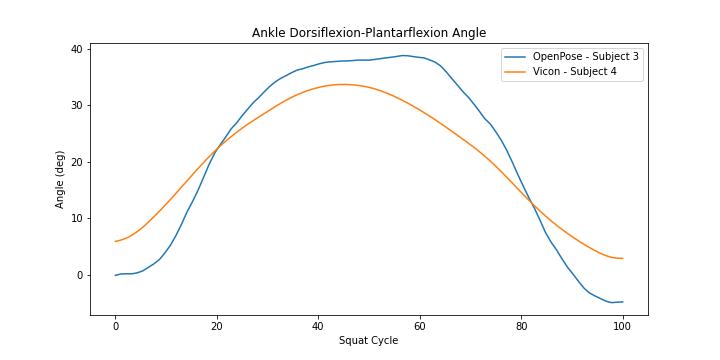 Ankle Dorsiflexion-Plantarflexion Angle
OpenPose - Subject 3
Vicon - Subject 4
Angle (deg)
40
30
20
10
0
0 20 40 60 80 100
Squat Cycle